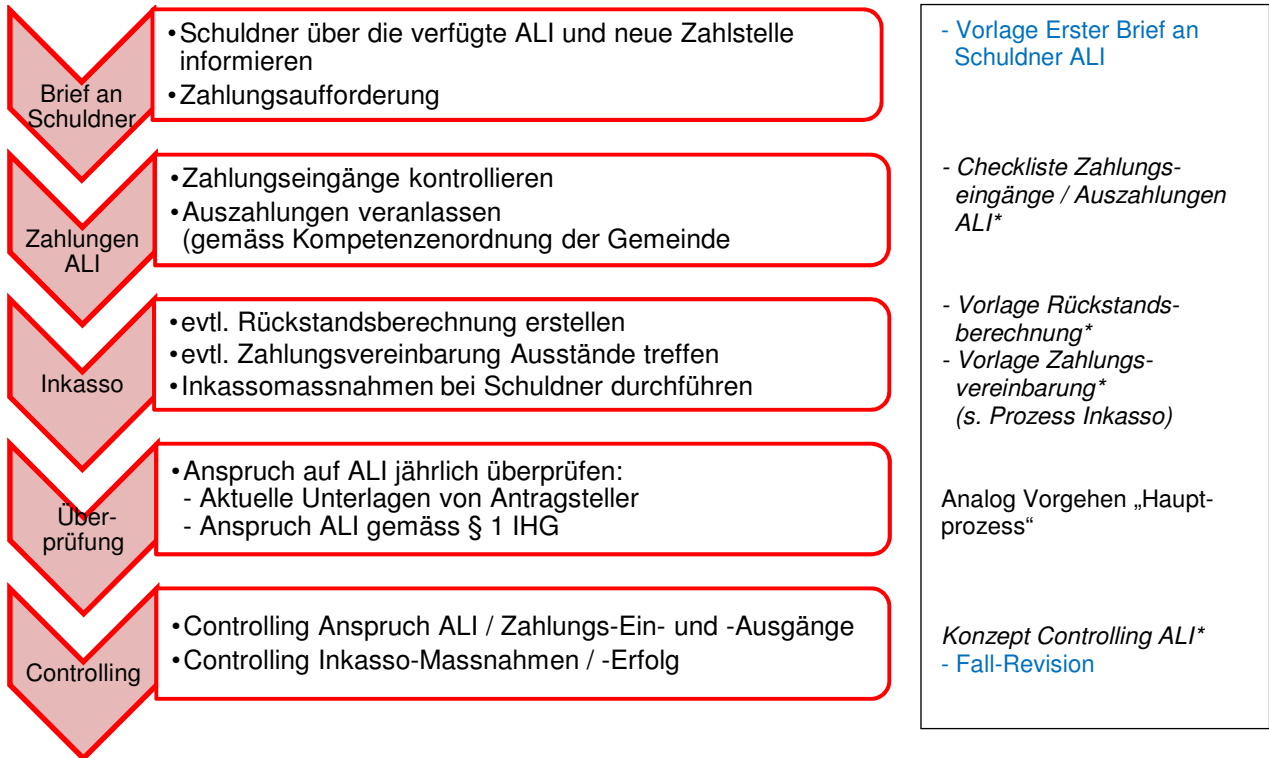 Brief an
Schuldner
•Schuldner über die verfügte ALI und neue Zahlstelle
informieren
•Zahlungsaufforderung
- Vorlage Erster Brief an
Schuldner ALI
Zahlungen
ALI
•Zahlungseingänge kontrollieren
•Auszahlungen veranlassen
(gemäss Kompetenzenordnung der Gemeinde
- Checkliste Zahlungs-
eingänge / Auszahlungen
ALI*
Inkasso
•evtl. Rückstandsberechnung erstellen
•evtl. Zahlungsvereinbarung Ausstände treffen
•Inkassomassnahmen bei Schuldner durchführen
- Vorlage Rückstands-
berechnung*
- Vorlage Zahlungs-
vereinbarung*
(s. Prozess Inkasso)
Über-
prüfung
•Anspruch auf ALI jährlich überprüfen:
- Aktuelle Unterlagen von Antragsteller
- Anspruch ALI gemäss § 1 IHG
Analog Vorgehen „Haupt-
prozess“
Controlling
•Controlling Anspruch ALI / Zahlungs-Ein- und -Ausgänge
•Controlling Inkasso-Massnahmen / -Erfolg
Konzept Controlling ALI*
- Fall-Revision